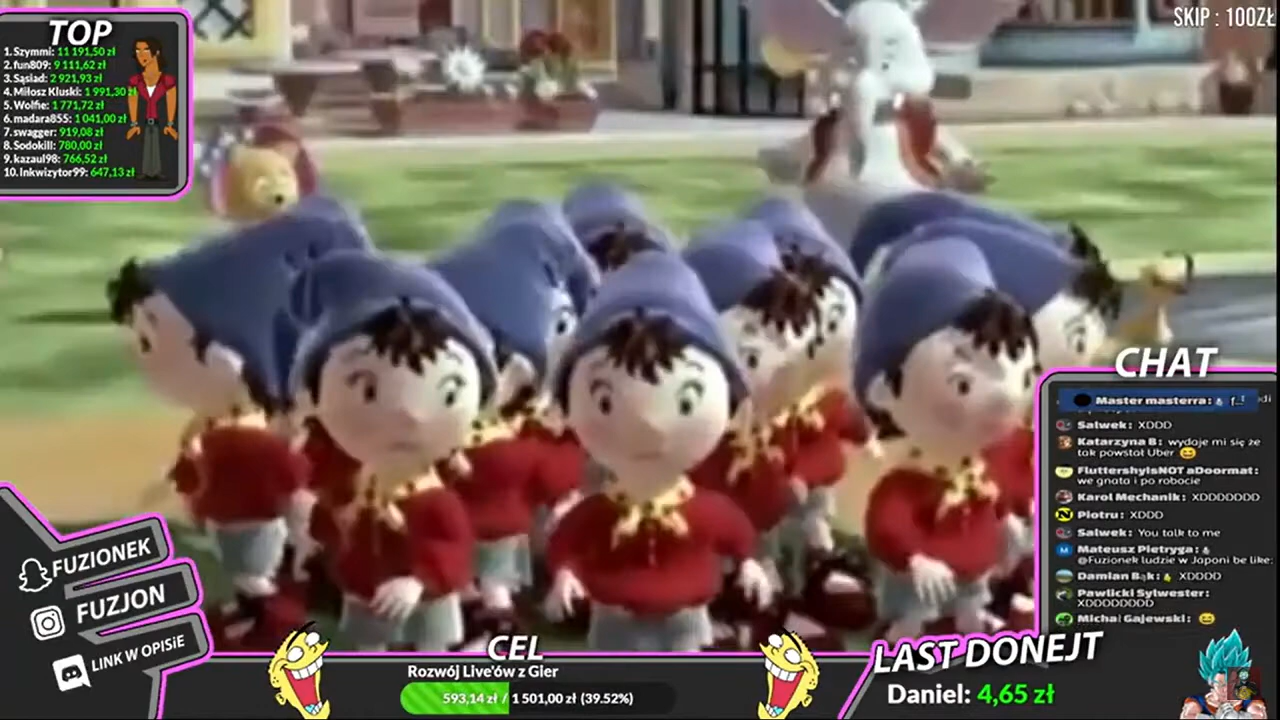 SKIP : 100ZŁ
TOP
1. Szymmi: 11 191,50 zł
2. fun809: 9 111,62 zł
3. Sąsiad: 2 921,93 zł
4. Miłosz Kluski: 1 991,30 zł
5. Wolfie: 1 771,72 zł
6. madara855: 1 041,00 zł
7. swagger: 919,08 zł
8. Sodokill: 780,00 zł
9. kazaul98: 766,52 zł
10. Inkwizytor99: 647,13 zł
CHAT
Master masterra:
Salwek: XDDD
Katarzyna B: wydaje mi się że
tak powstał Uber
FluttershyIsNOT aDoormat:
we gnata i po robocie
Karol Mechanik: XDDDDDDD
Piotru: XDDD
Salwek: You talk to me
Mateusz Pietryga:
@Fuzionek ludzie w Japoni be like:
Damian Bąk: XDDDD
Pawlicki Sylwester:
XDDDDDDDD
Michał Gajewski:
FUZIONEK
FUZJON
LINK W OPISiE
CEL
Rozwój Live'ów z Gier
593,14 zł / 1 501,00 zł (39.52%)
LAST DONEJT
Daniel: 4,65 zł